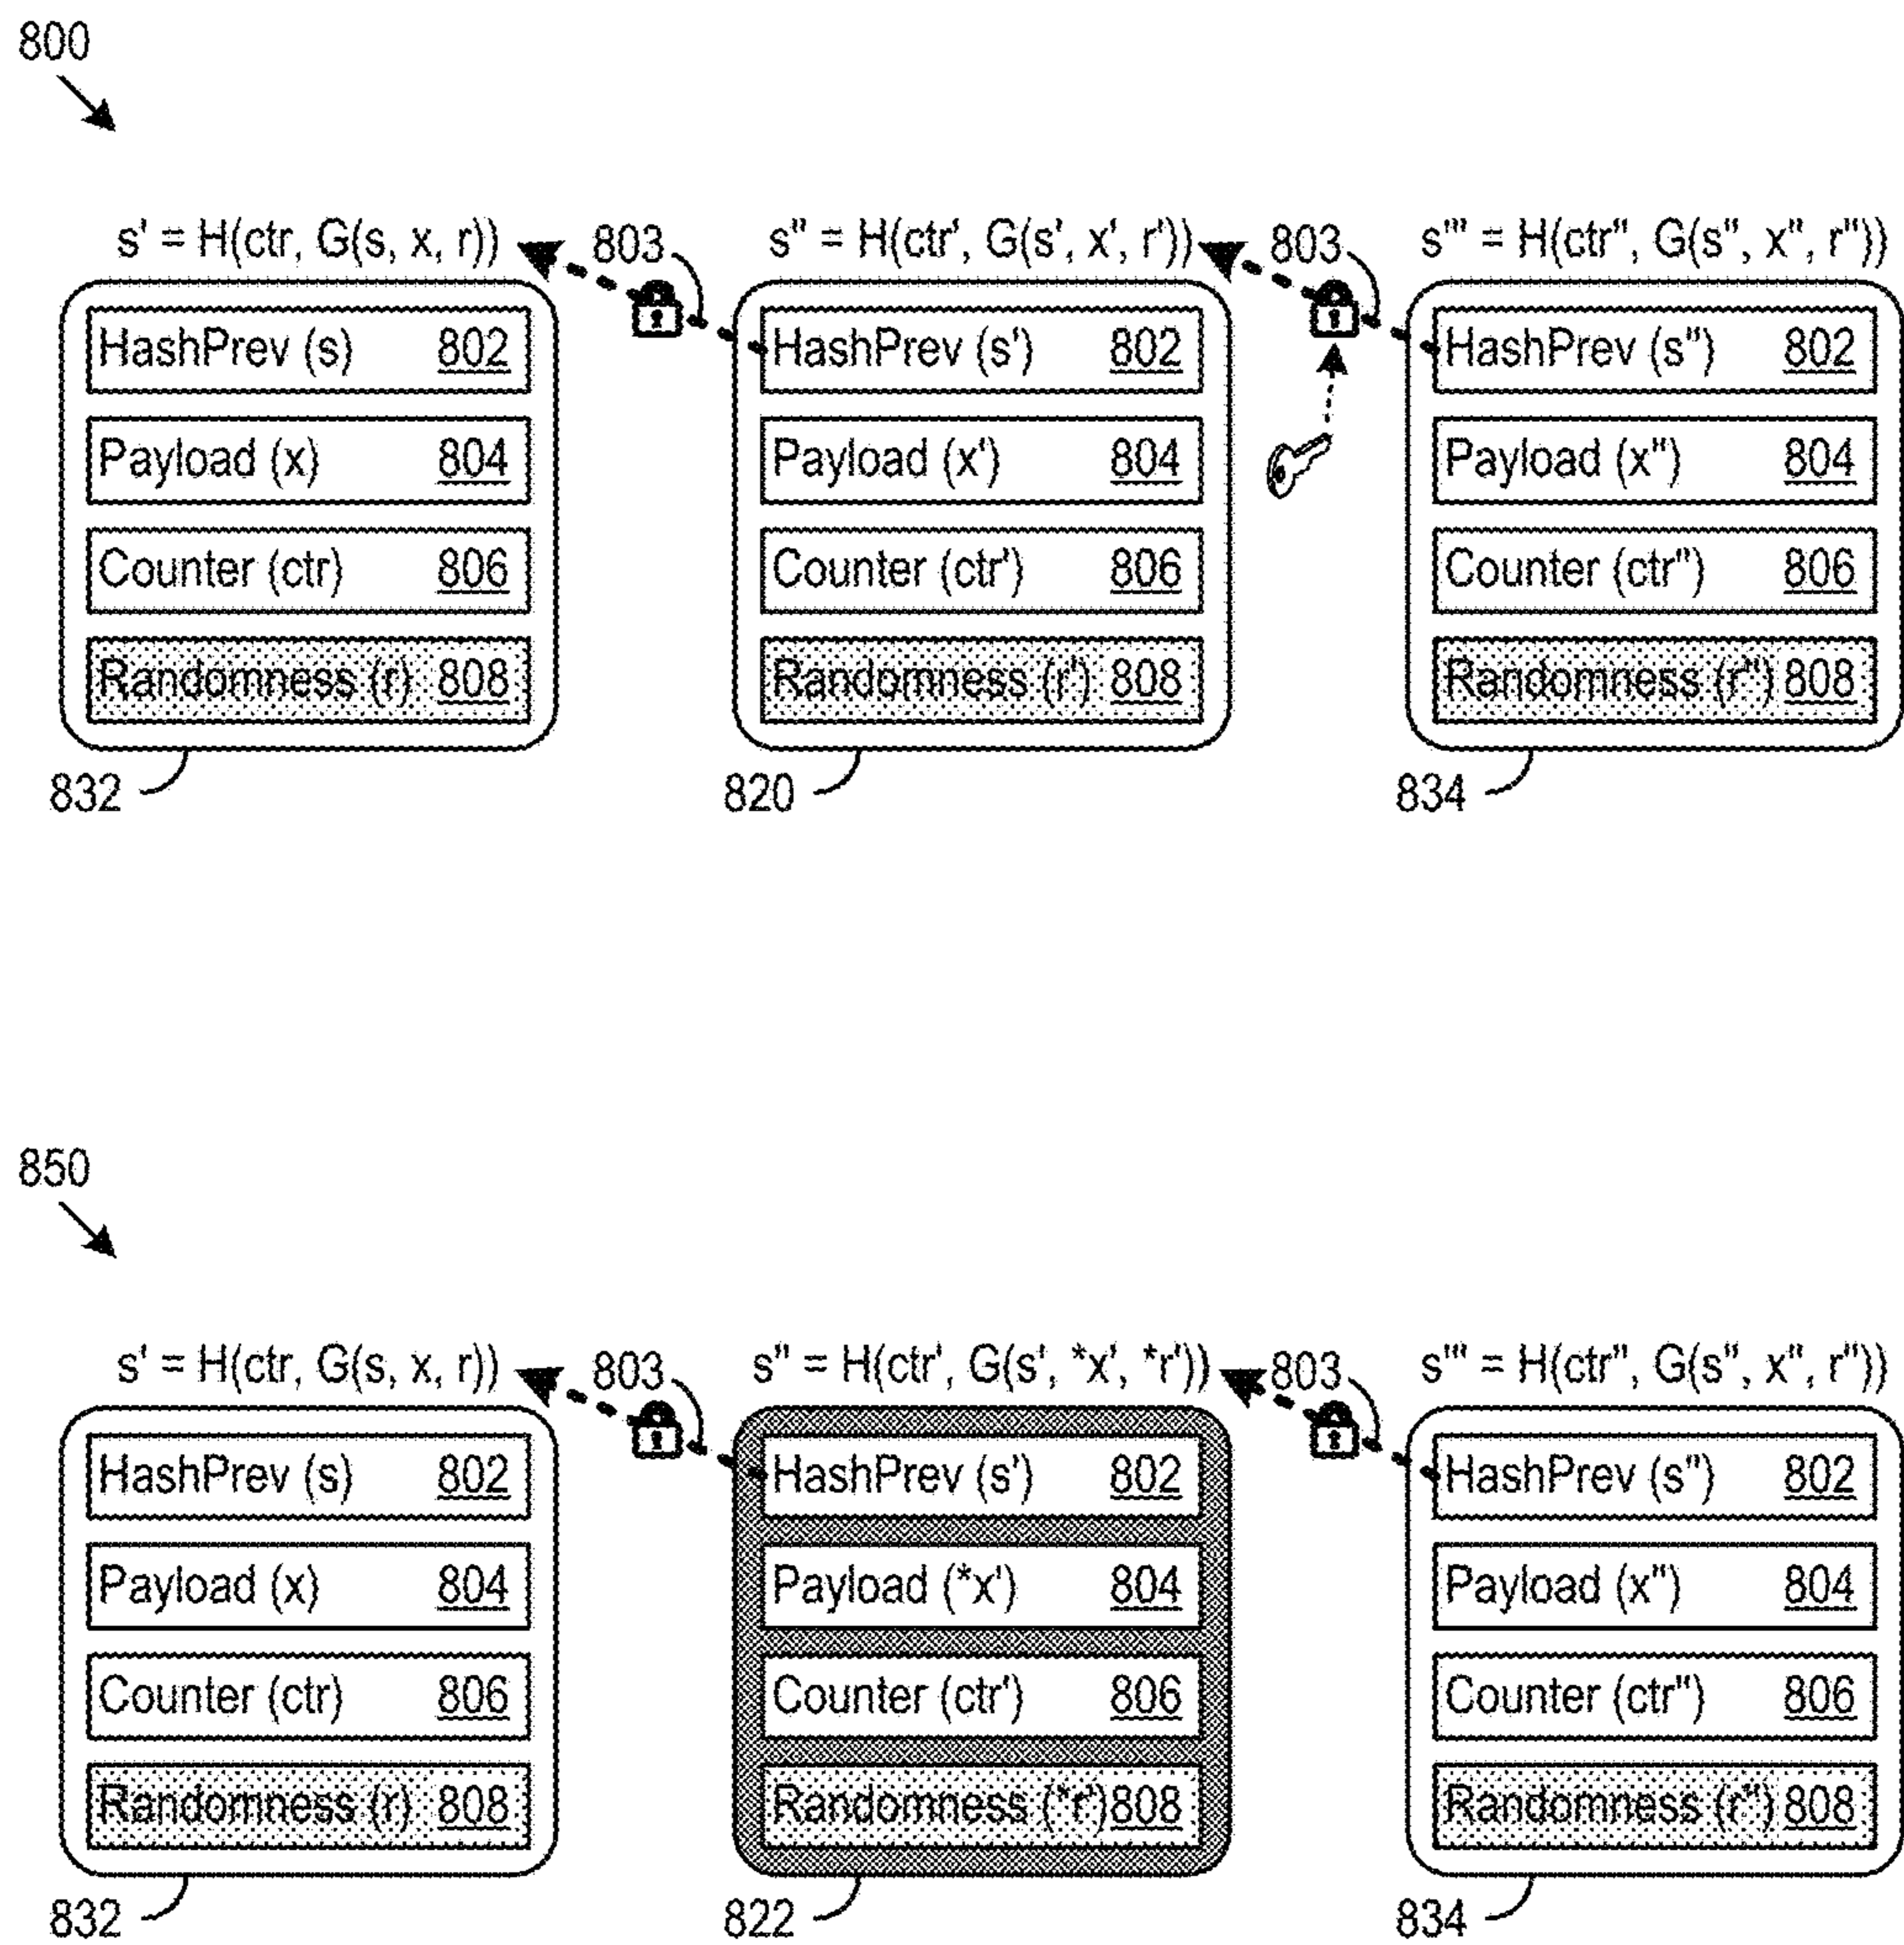 800
s' = H(ctr, G(s, x, r)) 803 s" = H(ctr', G(s', x', r')) 803 s''' = H(ctr", G(s", x", r"))
HashPrev (s) 802 HashPrev (s') 802 HashPrev (s") 802
Payload (x) 804 Payload (x') 804 Payload (x") 804
Counter (ctr) 806 Counter (ctr') 806 Counter (ctr") 806
Randomness (r) 808 Randomness (r') 808 Randomness (r") 808
832 820 834
850
s' = H(ctr, G(s, x, r)) 803 s" = H(ctr', G(s', *x', *r')) 803 s''' = H(ctr", G(s", x", r"))
HashPrev (s) 802 HashPrev (s') 802 HashPrev (s") 802
Payload (x) 804 Payload (*x') 804 Payload (x") 804
Counter (ctr) 806 Counter (ctr') 806 Counter (ctr") 806
Randomness (r) 808 Randomness (*r') 808 Randomness (r") 808
832 822 834